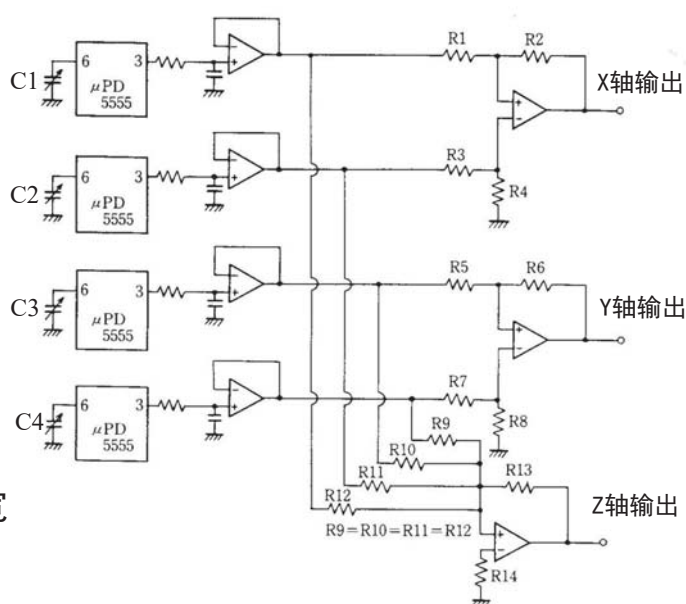 R1
R2
C1
6
3
μPD
5555
−
+
X轴输出
+
−
C2
6
3
μPD
5555
−
+
R3
R4
C3
6
3
μPD
5555
−
+
R5
R6
Y轴输出
+
−
C4
6
3
μPD
5555
−
+
R7
R8
R9
R10
R11
R13
R12
Z轴输出
R9=R10=R11=R12
+
−
R14